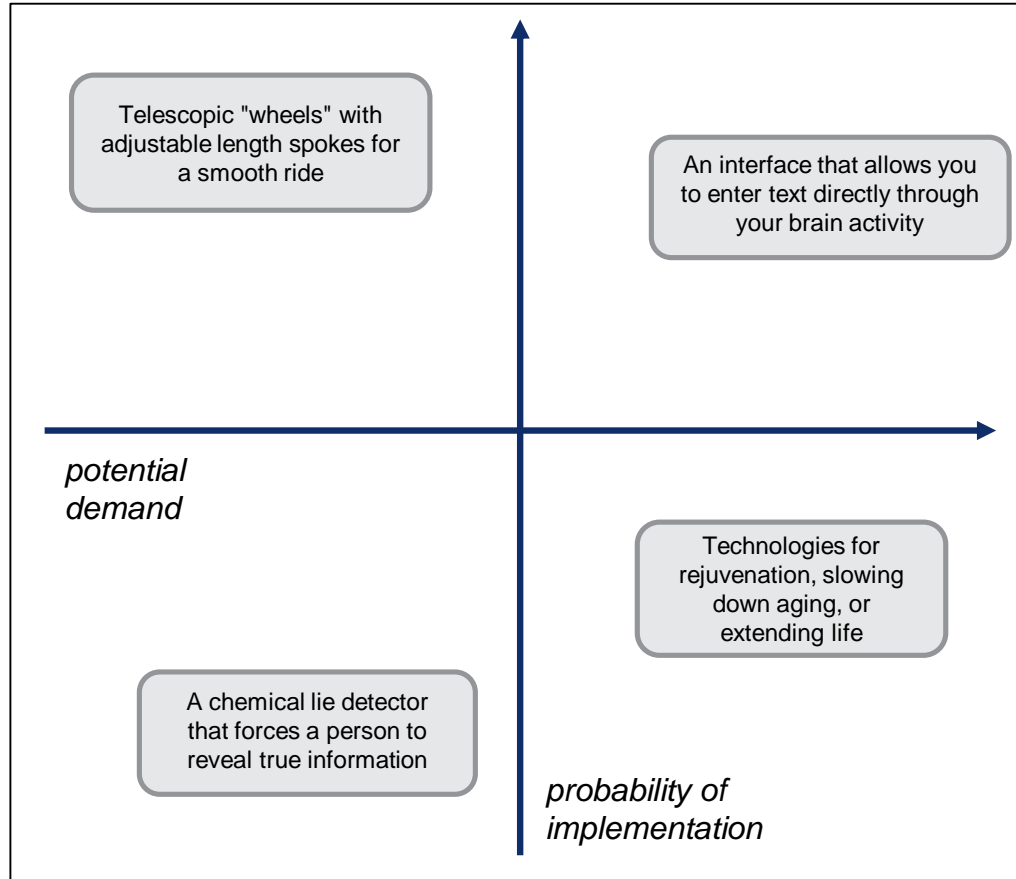 Telescopic "wheels" with
adjustable length spokes for
a smooth ride
An interface that allows you
to enter text directly through
your brain activity
potential
demand
Technologies for
rejuvenation, slowing
down aging, or
extending life
A chemical lie detector
that forces a person to
reveal true information
probability of
implementation